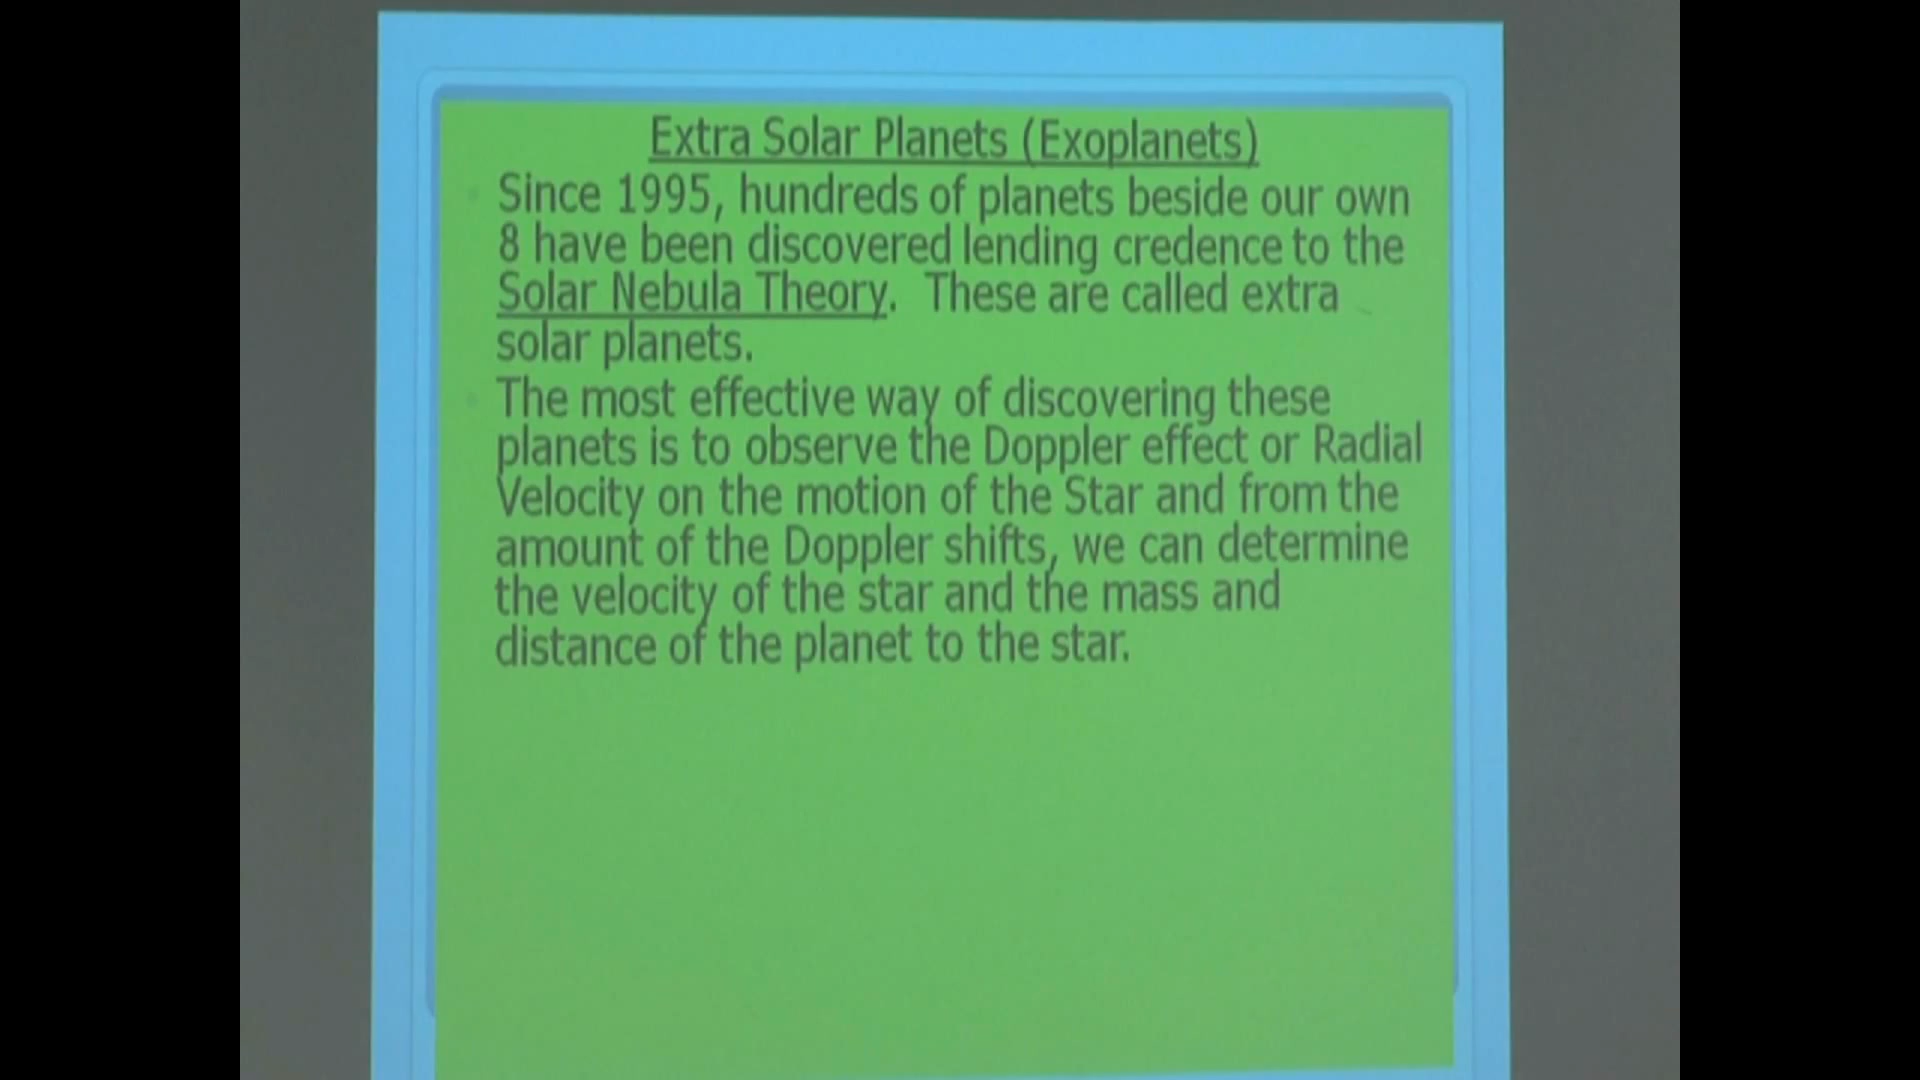 Extra Solar Planets (Exoplanets)
Since 1995, hundreds of planets beside our own
8 have been discovered lending credence to the
Solar Nebula Theory. These are called extra
solar planets.
The most effective way of discovering these
planets is to observe the Doppler effect or Radial
Velocity on the motion of the Star and from the
amount of the Doppler shifts, we can determine
the velocity of the star and the mass and
distance of the planet to the star.